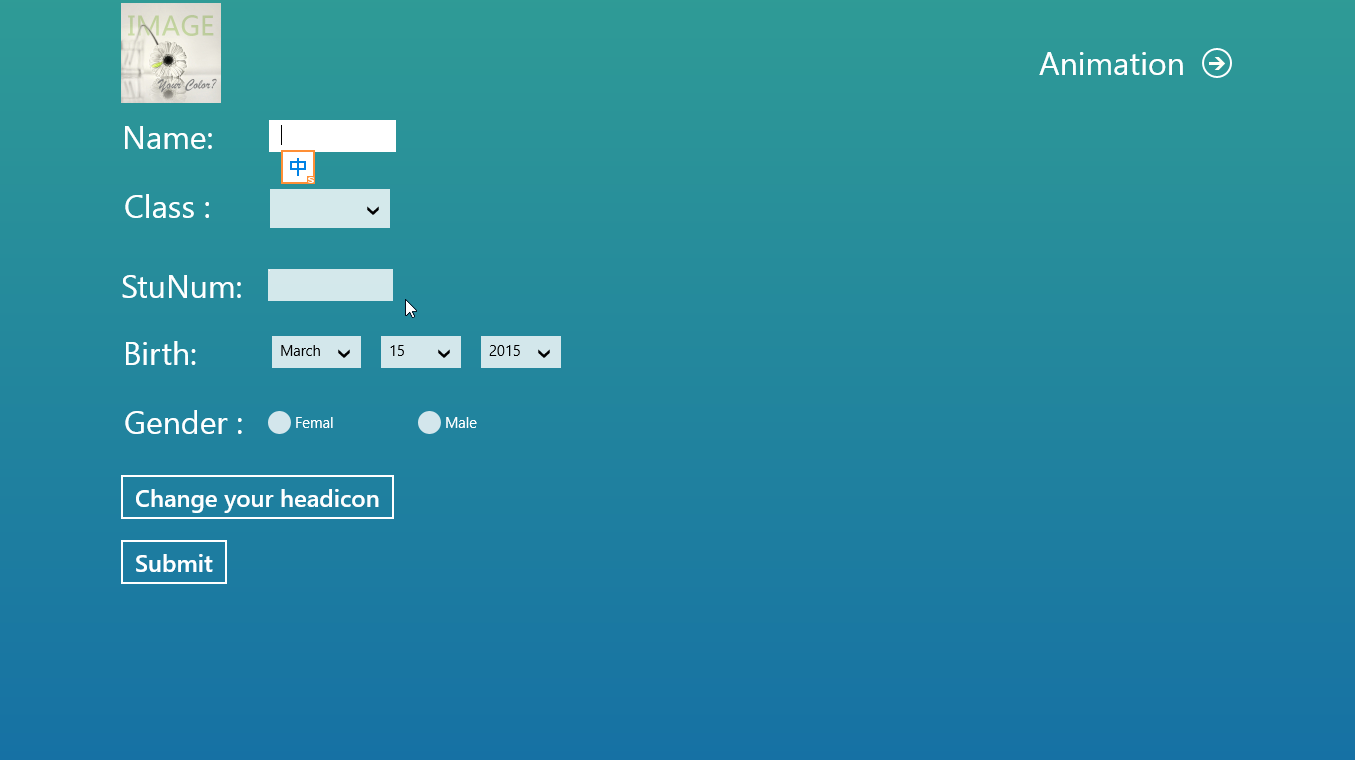 IMAGE
Your Color?
Animation
Name:
中
Class :
StuNum:
Birth: March 15 2015
Gender : Femal Male
Change your headicon
Submit